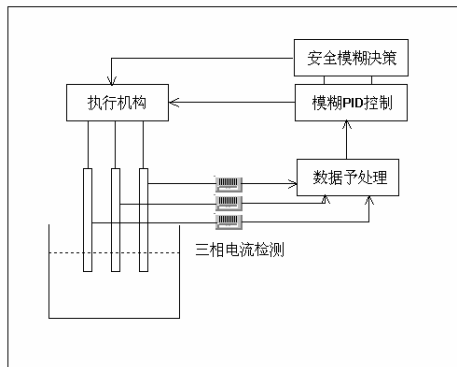 安全模糊决策
执行机构
模糊PID控制
数据予处理
三相电流检测